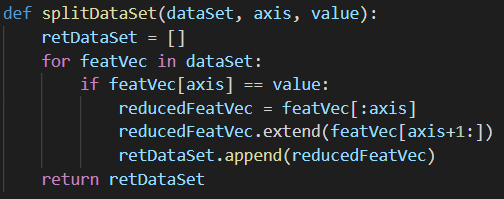 def splitDataSet(dataSet, axis, value):
    retDataSet = []
    for featVec in dataSet:
        if featVec[axis] == value:
            reducedFeatVec = featVec[:axis]
            reducedFeatVec.extend(featVec[axis+1:])
            retDataSet.append(reducedFeatVec)
    return retDataSet